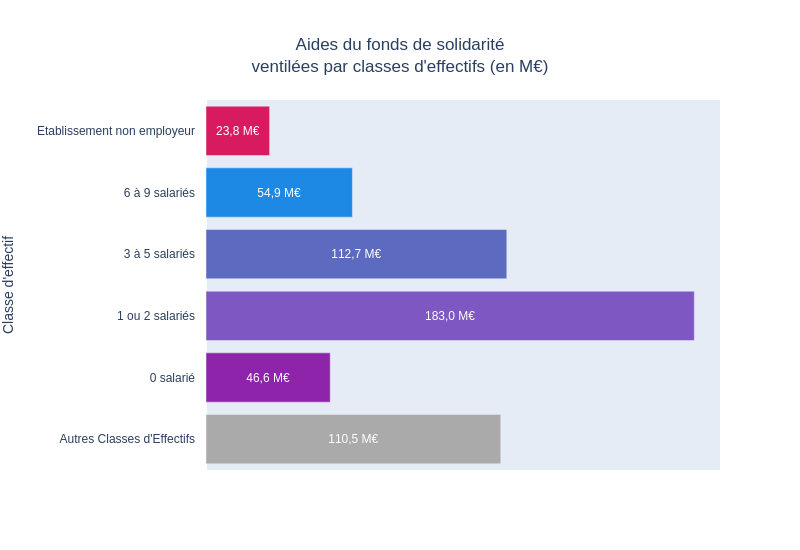 Aides du fonds de solidarité
ventilées par classes d'effectifs (en M€)
Classe d'effectif
Etablissement non employeur
23,8 M€
6 à 9 salariés
54,9 M€
3 à 5 salariés
112,7 M€
1 ou 2 salariés
183,0 M€
0 salarié
46,6 M€
Autres Classes d'Effectifs
110,5 M€